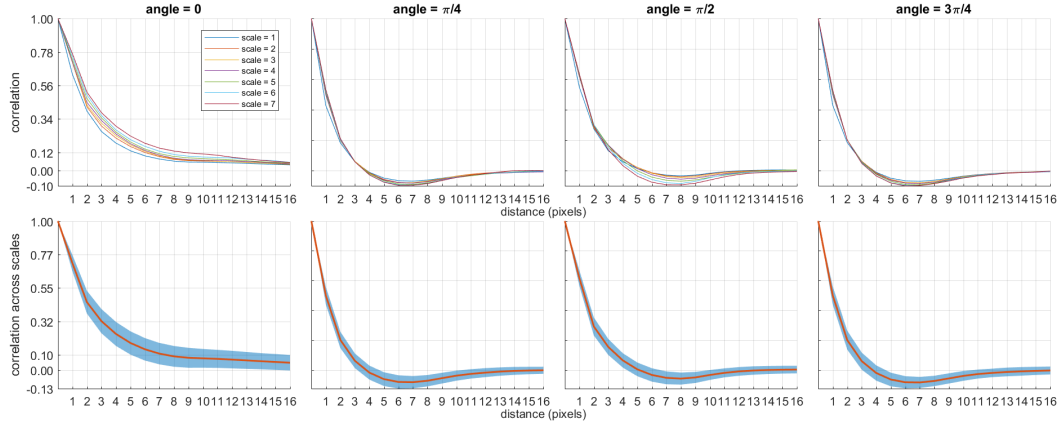 angle = 0
angle = π/4
angle = π/2
angle = 3π/4
correlation
1.00
0.78
0.56
0.34
0.12
0.00
-0.10
scale = 1
scale = 2
scale = 3
scale = 4
scale = 5
scale = 6
scale = 7
1 2 3 4 5 6 7 8 9 10 11 12 13 14 15 16
1 2 3 4 5 6 7 8 9 10 11 12 13 14 15 16
1 2 3 4 5 6 7 8 9 10 11 12 13 14 15 16
1 2 3 4 5 6 7 8 9 10 11 12 13 14 15 16
distance (pixels)
correlation across scales
1.00
0.77
0.55
0.32
0.10
0.00
-0.13
1 2 3 4 5 6 7 8 9 10 11 12 13 14 15 16
1 2 3 4 5 6 7 8 9 10 11 12 13 14 15 16
1 2 3 4 5 6 7 8 9 10 11 12 13 14 15 16
1 2 3 4 5 6 7 8 9 10 11 12 13 14 15 16
distance (pixels)